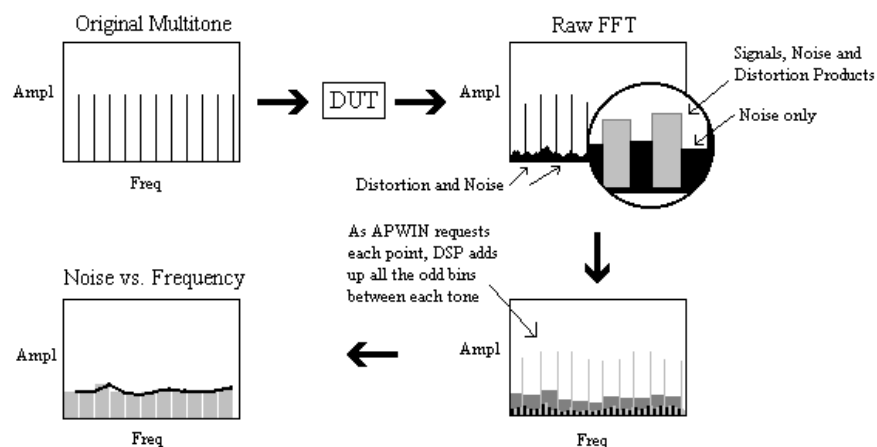 Original Multitone
Ampl
Freq
DUT
Raw FFT
Ampl
Signals, Noise and
Distortion Products
Noise only
Distortion and Noise
As APWIN requests
each point, DSP adds
up all the odd bins
between each tone
Ampl
Freq
Noise vs. Frequency
Ampl
Freq